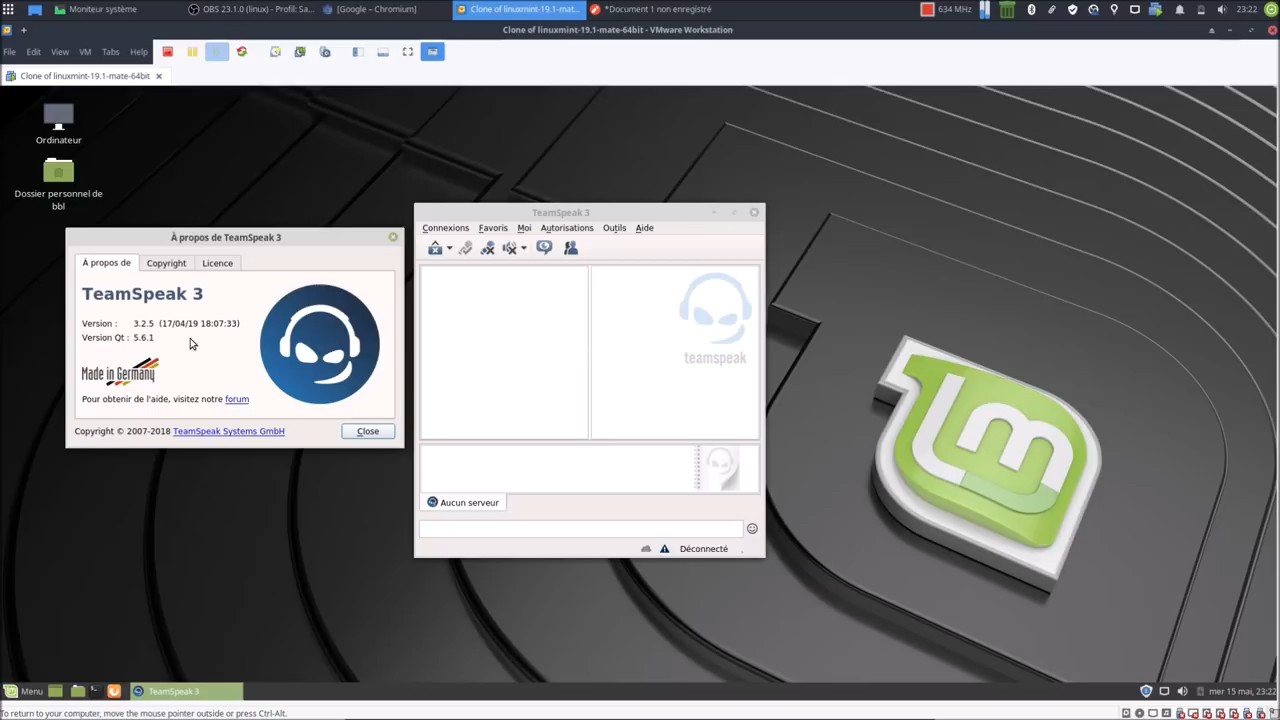 Moniteur système
OBS 23.1.0 (linux) - Profil: Sa...
[Google – Chromium]
Clone of linuxmint-19.1-mate-64bit - VMware Workstation
Clone of linuxmint-19.1-mat...
*Document 1 non enregistré
634 MHz
23:22
File Edit View VM Tabs Help
Clone of linuxmint-19.1-mate-64bit
Ordinateur
Dossier personnel de
bbl
À propos de TeamSpeak 3
À propos de Copyright Licence
TeamSpeak 3
Version : 3.2.5 (17/04/19 18:07:33)
Version Qt : 5.6.1
Made in Germany
Pour obtenir de l'aide, visitez notre forum
Copyright © 2007-2018 TeamSpeak Systems GmbH
Close
TeamSpeak 3
Connexions Favoris Moi Autorisations Outils Aide
teamspeak
Aucun serveur
Déconnecté
Menu
TeamSpeak 3
mer 15 mai, 23:22
To return to your computer, move the mouse pointer outside or press Ctrl-Alt.